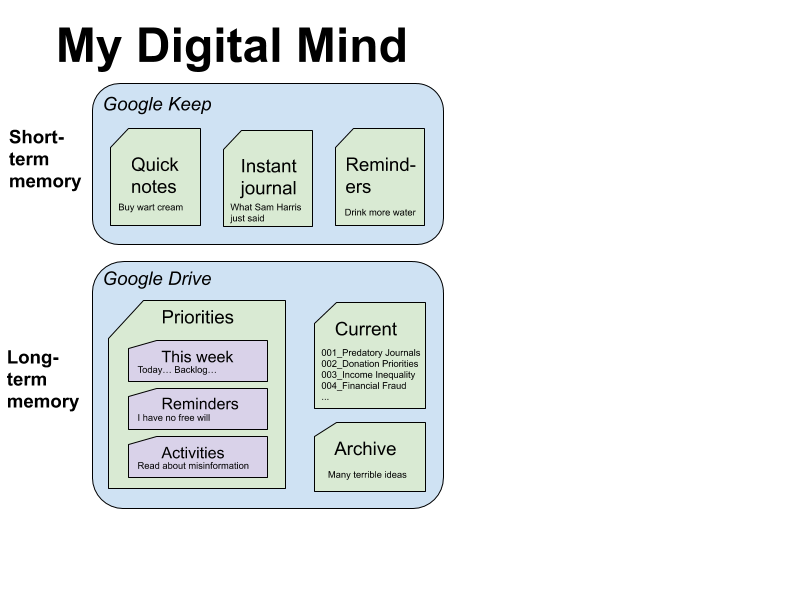 My Digital Mind
Google Keep
Short-
term
memory
Quick
notes
Buy wart cream
Instant
journal
What Sam Harris
just said
Remind-
ers
Drink more water
Google Drive
Long-
term
memory
Priorities
This week
Today… Backlog…
Reminders
I have no free will
Activities
Read about misinformation
Current
001_Predatory Journals
002_Donation Priorities
003_Income Inequality
004_Financial Fraud
...
Archive
Many terrible ideas